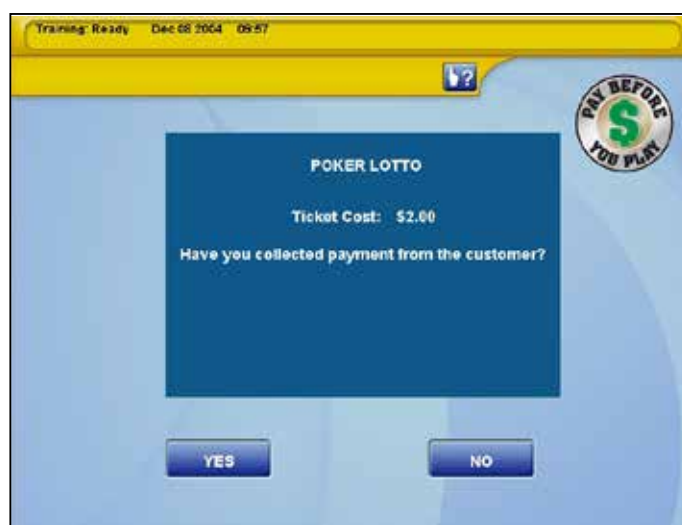 Training: Ready Dec 08 2004 09:57
?
PAY BEFORE
$
YOU PLAY
POKER LOTTO
Ticket Cost: $2.00
Have you collected payment from the customer?
YES NO